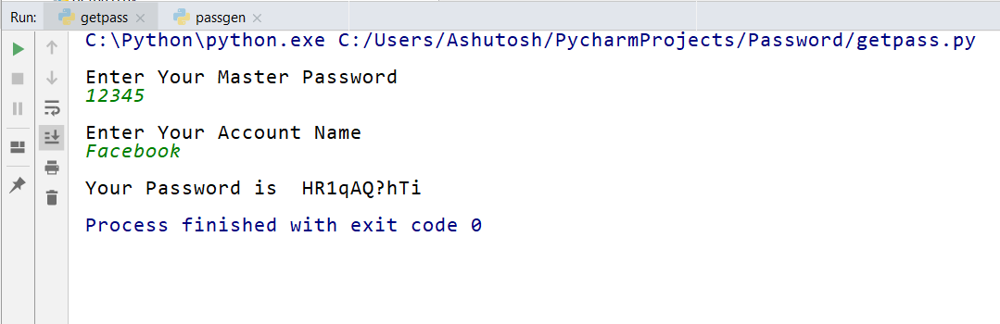 Run: getpass passgen
C:\Python\python.exe C:/Users/Ashutosh/PycharmProjects/Password/getpass.py
Enter Your Master Password
12345
Enter Your Account Name
Facebook
Your Password is  HR1qAQ?hTi
Process finished with exit code 0